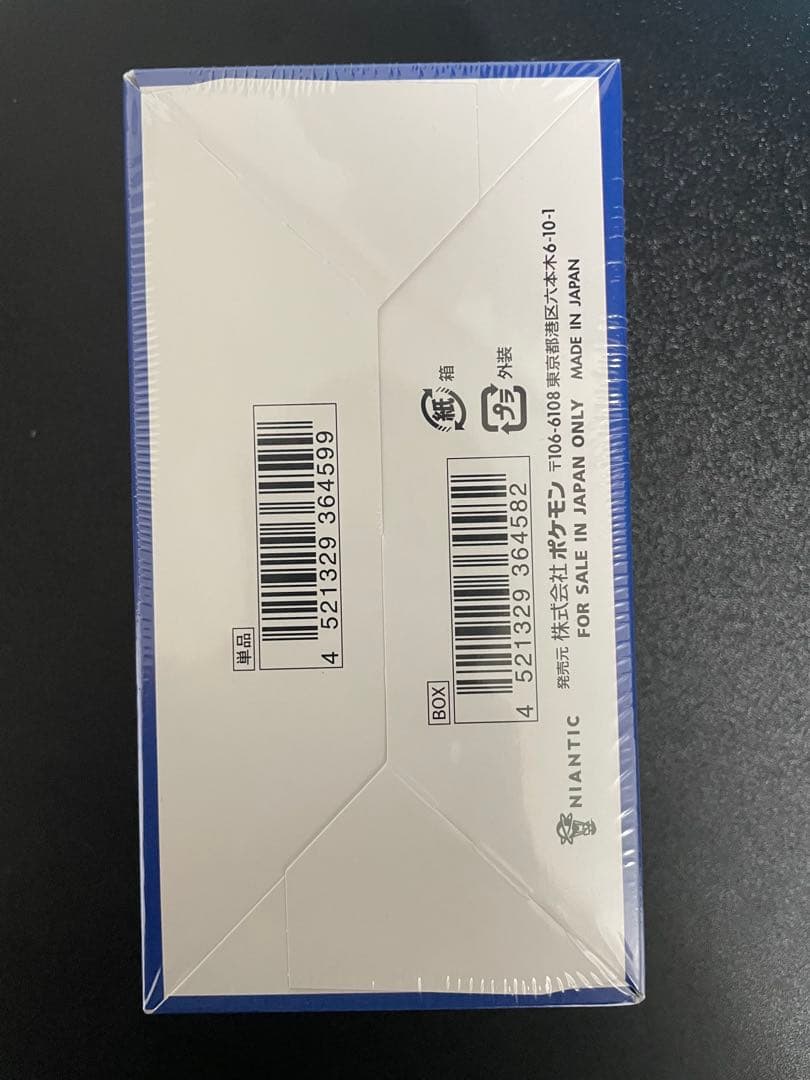 単品
4 521329 364599
紙 箱
プラ 外装
BOX
4 521329 364582
NIANTIC
発売元 株式会社 ポケモン 〒106-6108 東京都港区六本木6-10-1
FOR SALE IN JAPAN ONLY MADE IN JAPAN